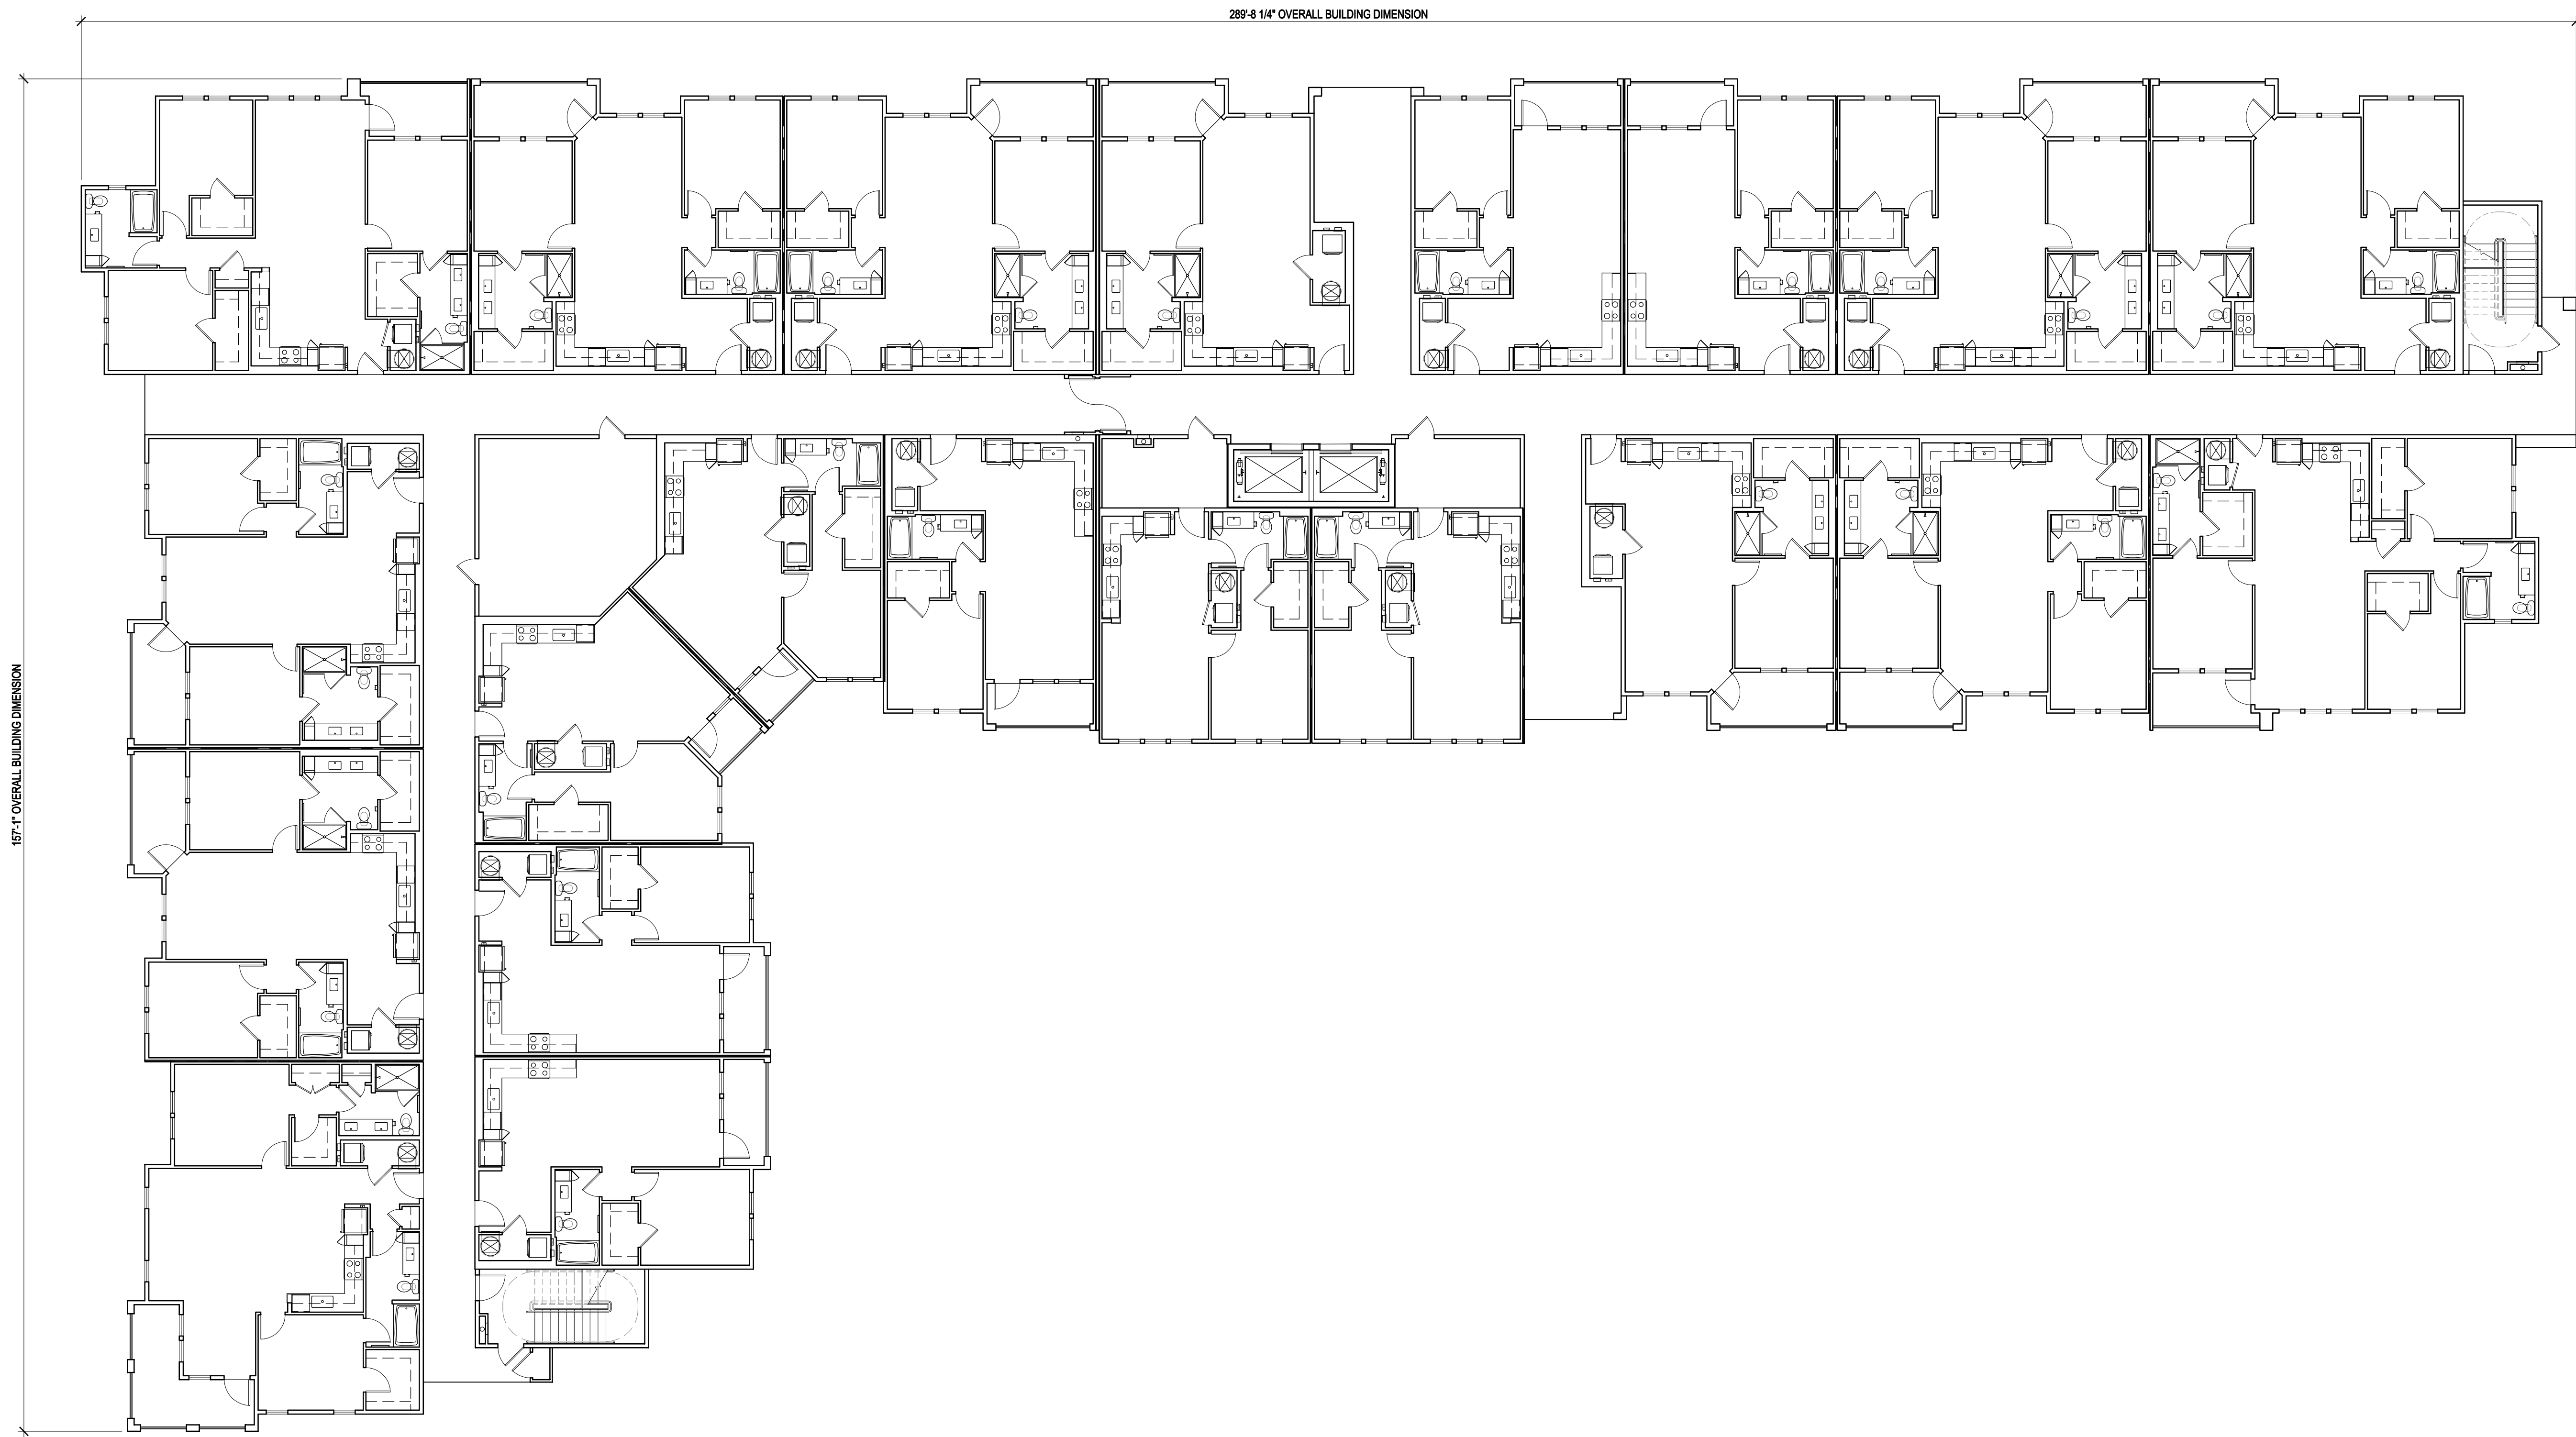 289'-8 1/4" OVERALL BUILDING DIMENSION
157'-1" OVERALL BUILDING DIMENSION